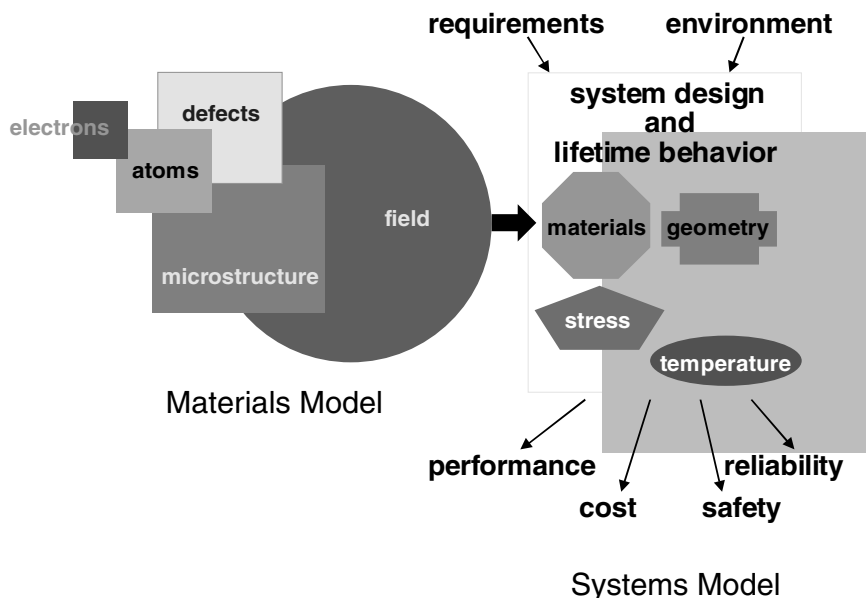 requirements environment
system design
and
lifetime behavior
electrons
defects
atoms
field
microstructure
materials
geometry
stress
temperature
Materials Model
performance
reliability
cost
safety
Systems Model